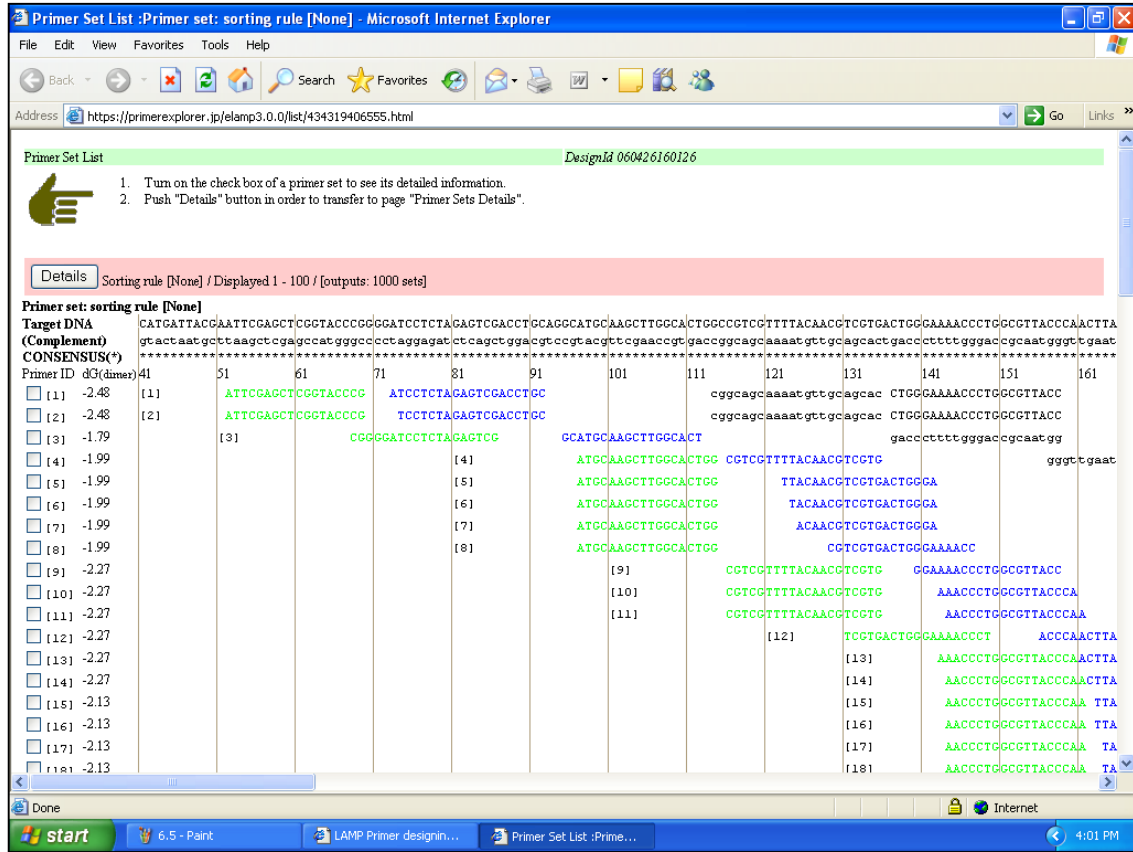 Primer Set List :Primer set: sorting rule [None] - Microsoft Internet Explorer
File Edit View Favorites Tools Help
Back Search Favorites
Address https://primerexplorer.jp/elamp3.0.0/list/434319406555.html Go Links »
Primer Set List DesignId 060426160126
1. Turn on the check box of a primer set to see its detailed information.
2. Push "Details" button in order to transfer to page "Primer Sets Details".
Details Sorting rule [None] / Displayed 1 - 100 / [outputs: 1000 sets]
Primer set: sorting rule [None]
Target DNA CATGATTACGAATTCGAGCTCGGTACCCGGGGATCCTCTAGAGTCGACCTGCAGGCATGCAAGCTTGGCACTGGCCGTCGTTTTACAACGTCGTGACTGGGAAAACCCTGGCGTTACCCAACTTA
(Complement) gtactaatgcttaagctcgagccatgggcccctaggagatctcagctggacgtccgtacgttcgaaccgtgaccggcagcaaaatgttgcagcactgacccttttgggaccgcaatgggttgaat
CONSENSUS(*) *****************************************************************************************************************************
Primer ID dG(dimer) 41 51 61 71 81 91 101 111 121 131 141 151 161
[1] -2.48 [1] ATTCGAGCTCGGTACCCG ATCCTCTAGAGTCGACCTGC cggcagcaaaatgttgcagcac CTGGGAAAACCCTGGCGTTACC
[2] -2.48 [2] ATTCGAGCTCGGTACCCG TCCTCTAGAGTCGACCTGC cggcagcaaaatgttgcagcac CTGGGAAAACCCTGGCGTTACC
[3] -1.79 [3] CGGGGATCCTCTAGAGTCG GCATGCAAGCTTGGCACT gacccttttgggaccgcaatgg
[4] -1.99 [4] ATGCAAGCTTGGCACTGG CGTCGTTTTACAACGTCGTG gggttgaat
[5] -1.99 [5] ATGCAAGCTTGGCACTGG TTACAACGTCGTGACTGGGA
[6] -1.99 [6] ATGCAAGCTTGGCACTGG TACAACGTCGTGACTGGGA
[7] -1.99 [7] ATGCAAGCTTGGCACTGG ACAACGTCGTGACTGGGA
[8] -1.99 [8] ATGCAAGCTTGGCACTGG CGTCGTGACTGGGAAAACC
[9] -2.27 [9] CGTCGTTTTACAACGTCGTG GGAAAACCCTGGCGTTACC
[10] -2.27 [10] CGTCGTTTTACAACGTCGTG AAACCCTGGCGTTACCCA
[11] -2.27 [11] CGTCGTTTTACAACGTCGTG AACCCTGGCGTTACCCAA
[12] -2.27 [12] TCGTGACTGGGAAAACCCT ACCCAACTTA
[13] -2.27 [13] AAACCCTGGCGTTACCCAACTTA
[14] -2.27 [14] AACCCTGGCGTTACCCAACTTA
[15] -2.13 [15] AACCCTGGCGTTACCCAA TTA
[16] -2.13 [16] AACCCTGGCGTTACCCAA TTA
[17] -2.13 [17] AACCCTGGCGTTACCCAA TA
[18] -2.13 [18] AACCCTGGCGTTACCCAA TA
Done Internet
start 6.5 - Paint LAMP Primer designin... Primer Set List :Prime... 4:01 PM